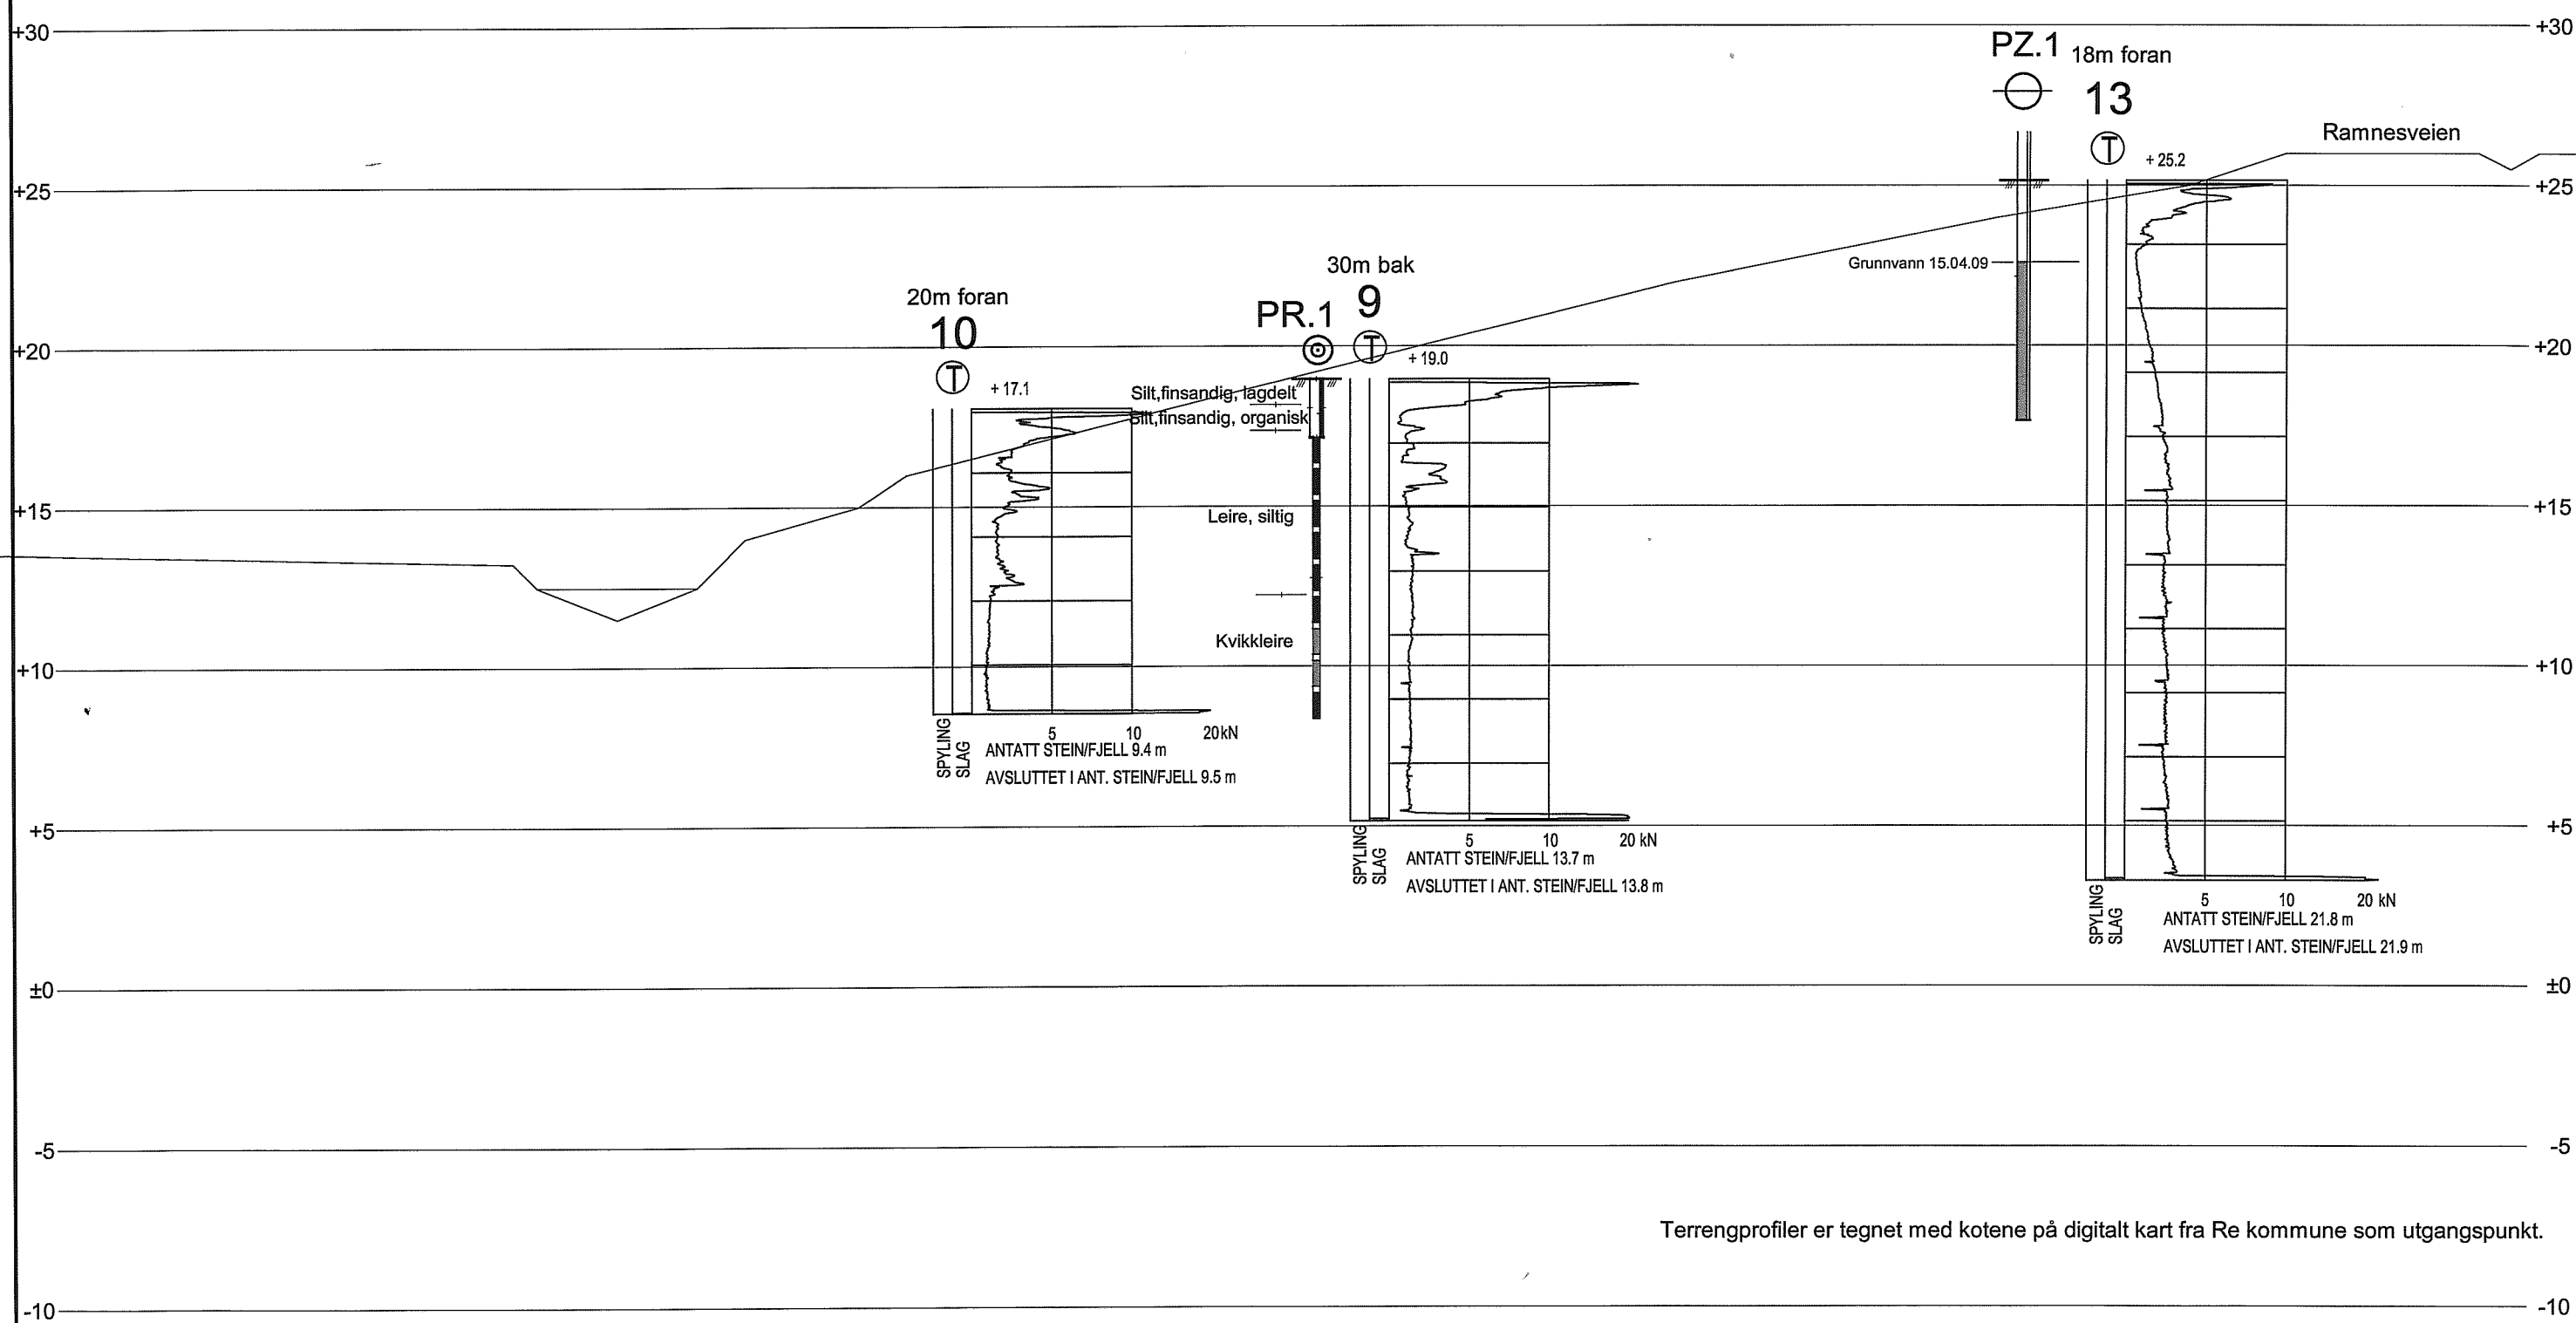 +30
+30
PZ.1
18m foran
13
Ramnesveien
+ 25.2
+25
+25
Grunnvann 15.04.09
30m bak
20m foran
PR.1
9
10
+20
+20
+ 19.0
+ 17.1
Silt,finsandig, lagdelt
Silt,finsandig, organisk
+15
+15
Leire, siltig
Kvikkleire
+10
+10
SPYLING
SLAG
5
10
20kN
ANTATT STEIN/FJELL 9.4 m
AVSLUTTET I ANT. STEIN/FJELL 9.5 m
+5
+5
SPYLING
SLAG
5
10
20 kN
ANTATT STEIN/FJELL 13.7 m
AVSLUTTET I ANT. STEIN/FJELL 13.8 m
SPYLING
SLAG
5
10
20 kN
ANTATT STEIN/FJELL 21.8 m
AVSLUTTET I ANT. STEIN/FJELL 21.9 m
±0
±0
-5
-5
Terrengprofiler er tegnet med kotene på digitalt kart fra Re kommune som utgangspunkt.
-10
-10